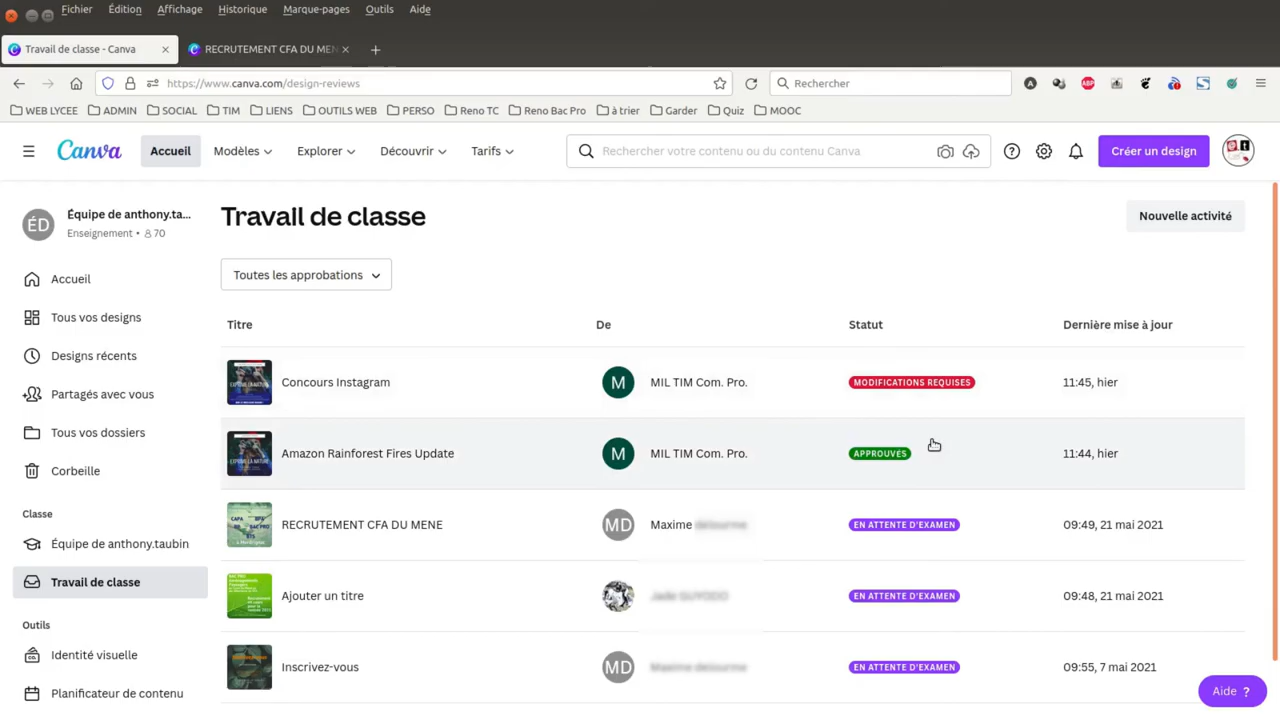 Fichier Édition Affichage Historique Marque-pages Outils Aide
Travail de classe - Canva
RECRUTEMENT CFA DU MEN
https://www.canva.com/design-reviews
Rechercher
WEB LYCEE ADMIN SOCIAL TIM LIENS OUTILS WEB PERSO Reno TC Reno Bac Pro à trier Garder Quiz MOOC
Canva Accueil Modèles Explorer Découvrir Tarifs Rechercher votre contenu ou du contenu Canva Créer un design
ÉD Équipe de anthony.ta...
Enseignement • 70
Accueil
Tous vos designs
Designs récents
Partagés avec vous
Tous vos dossiers
Corbeille
Classe
Équipe de anthony.taubin
Travail de classe
Outils
Identité visuelle
Planificateur de contenu
Travail de classe
Nouvelle activité
Toutes les approbations
Titre De Statut Dernière mise à jour
Concours Instagram M MIL TIM Com. Pro. MODIFICATIONS REQUISES 11:45, hier
Amazon Rainforest Fires Update M MIL TIM Com. Pro. APPROUVÉS 11:44, hier
RECRUTEMENT CFA DU MENE MD Maxime EN ATTENTE D'EXAMEN 09:49, 21 mai 2021
Ajouter un titre EN ATTENTE D'EXAMEN 09:48, 21 mai 2021
Inscrivez-vous MD EN ATTENTE D'EXAMEN 09:55, 7 mai 2021
Aide ?